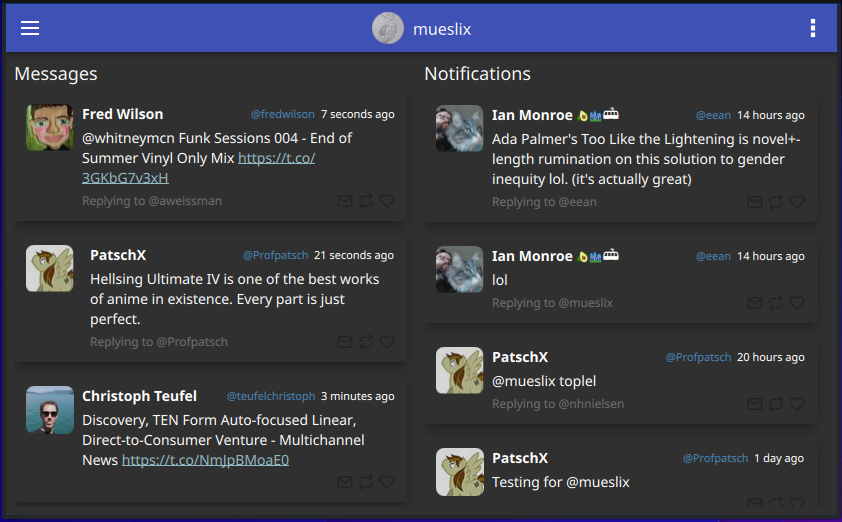 mueslix
Messages
Fred Wilson @fredwilson 7 seconds ago
@whitneymcn Funk Sessions 004 - End of
Summer Vinyl Only Mix https://t.co/
3GKbG7v3xH
Replying to @aweissman
PatschX @Profpatsch 21 seconds ago
Hellsing Ultimate IV is one of the best works
of anime in existence. Every part is just
perfect.
Replying to @Profpatsch
Christoph Teufel @teufelchristoph 3 minutes ago
Discovery, TEN Form Auto-focused Linear,
Direct-to-Consumer Venture - Multichannel
News https://t.co/NmJpBMoaE0
Notifications
Ian Monroe 🥑🏙🚋 @eean 14 hours ago
Ada Palmer's Too Like the Lightening is novel+-
length rumination on this solution to gender
inequity lol. (it's actually great)
Replying to @eean
Ian Monroe 🥑🏙🚋 @eean 14 hours ago
lol
Replying to @mueslix
PatschX @Profpatsch 20 hours ago
@mueslix toplel
Replying to @nhnielsen
PatschX @Profpatsch 1 day ago
Testing for @mueslix